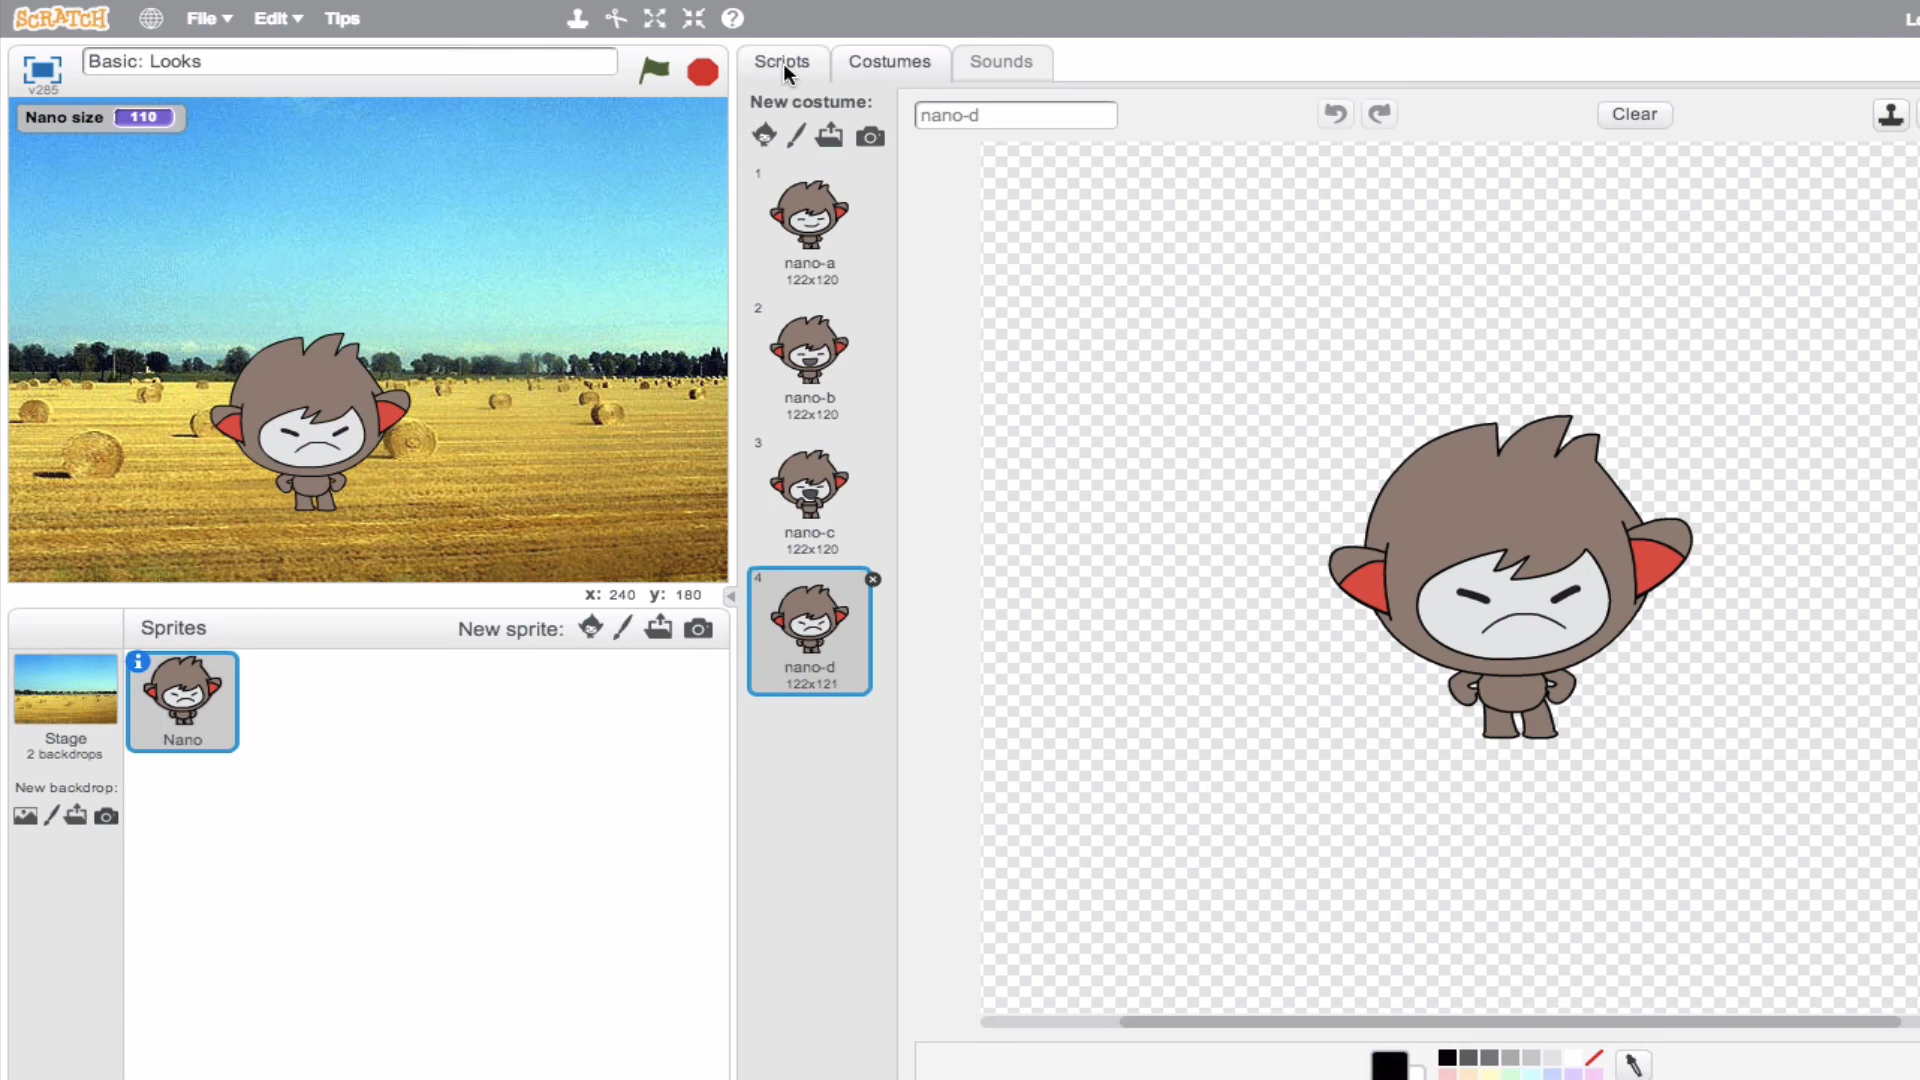 SCRATCH File Edit Tips
Basic: Looks
v285
Nano size 110
x: 240 y: 180
Sprites New sprite:
Nano
Stage
2 backdrops
New backdrop:
Scripts Costumes Sounds
New costume:
1
nano-a
122x120
2
nano-b
122x120
3
nano-c
122x120
4
nano-d
122x121
nano-d
Clear